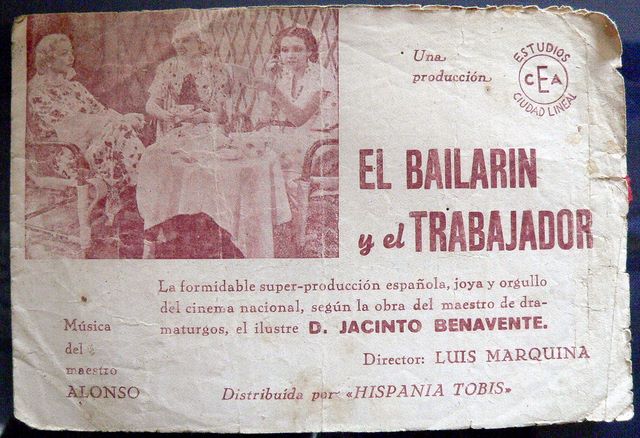 Una
producción
ESTUDIOS
CEA
CIUDAD LINEAL
EL BAILARIN
y el TRABAJADOR
La formidable super-producción española, joya y orgullo
del cinema nacional, según la obra del maestro de dra-
maturgos, el ilustre D. JACINTO BENAVENTE.
Música
del
maestro
ALONSO
Director: LUIS MARQUINA
Distribuída por «HISPANIA TOBIS»